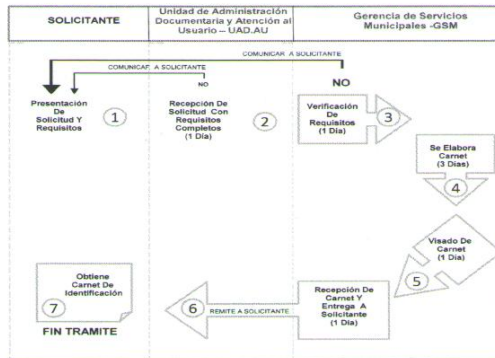 SOLICITANTE
Unidad de Administración
Documentaria y Atención al
Usuario – UAD.AU
Gerencia de Servicios
Municipales -GSM
COMUNICAR A SOLICITANTE
COMUNICAR A SOLICITANTE
NO
NO
Presentación
De
Solicitud Y
Requisitos
1
Recepción De
Solicitud Con
Requisitos
Completos
(1 Día)
2
Verificación
De
Requisitos
(1 Día)
3
Se Elabora
Carnet
(3 Días)
4
Visado De
Carnet
(1 Día)
5
Recepción De
Carnet Y
Entrega A
Solicitante
(1 Día)
REMITE A SOLICITANTE
6
Obtiene
Carnet De
Identificación
7
FIN TRAMITE